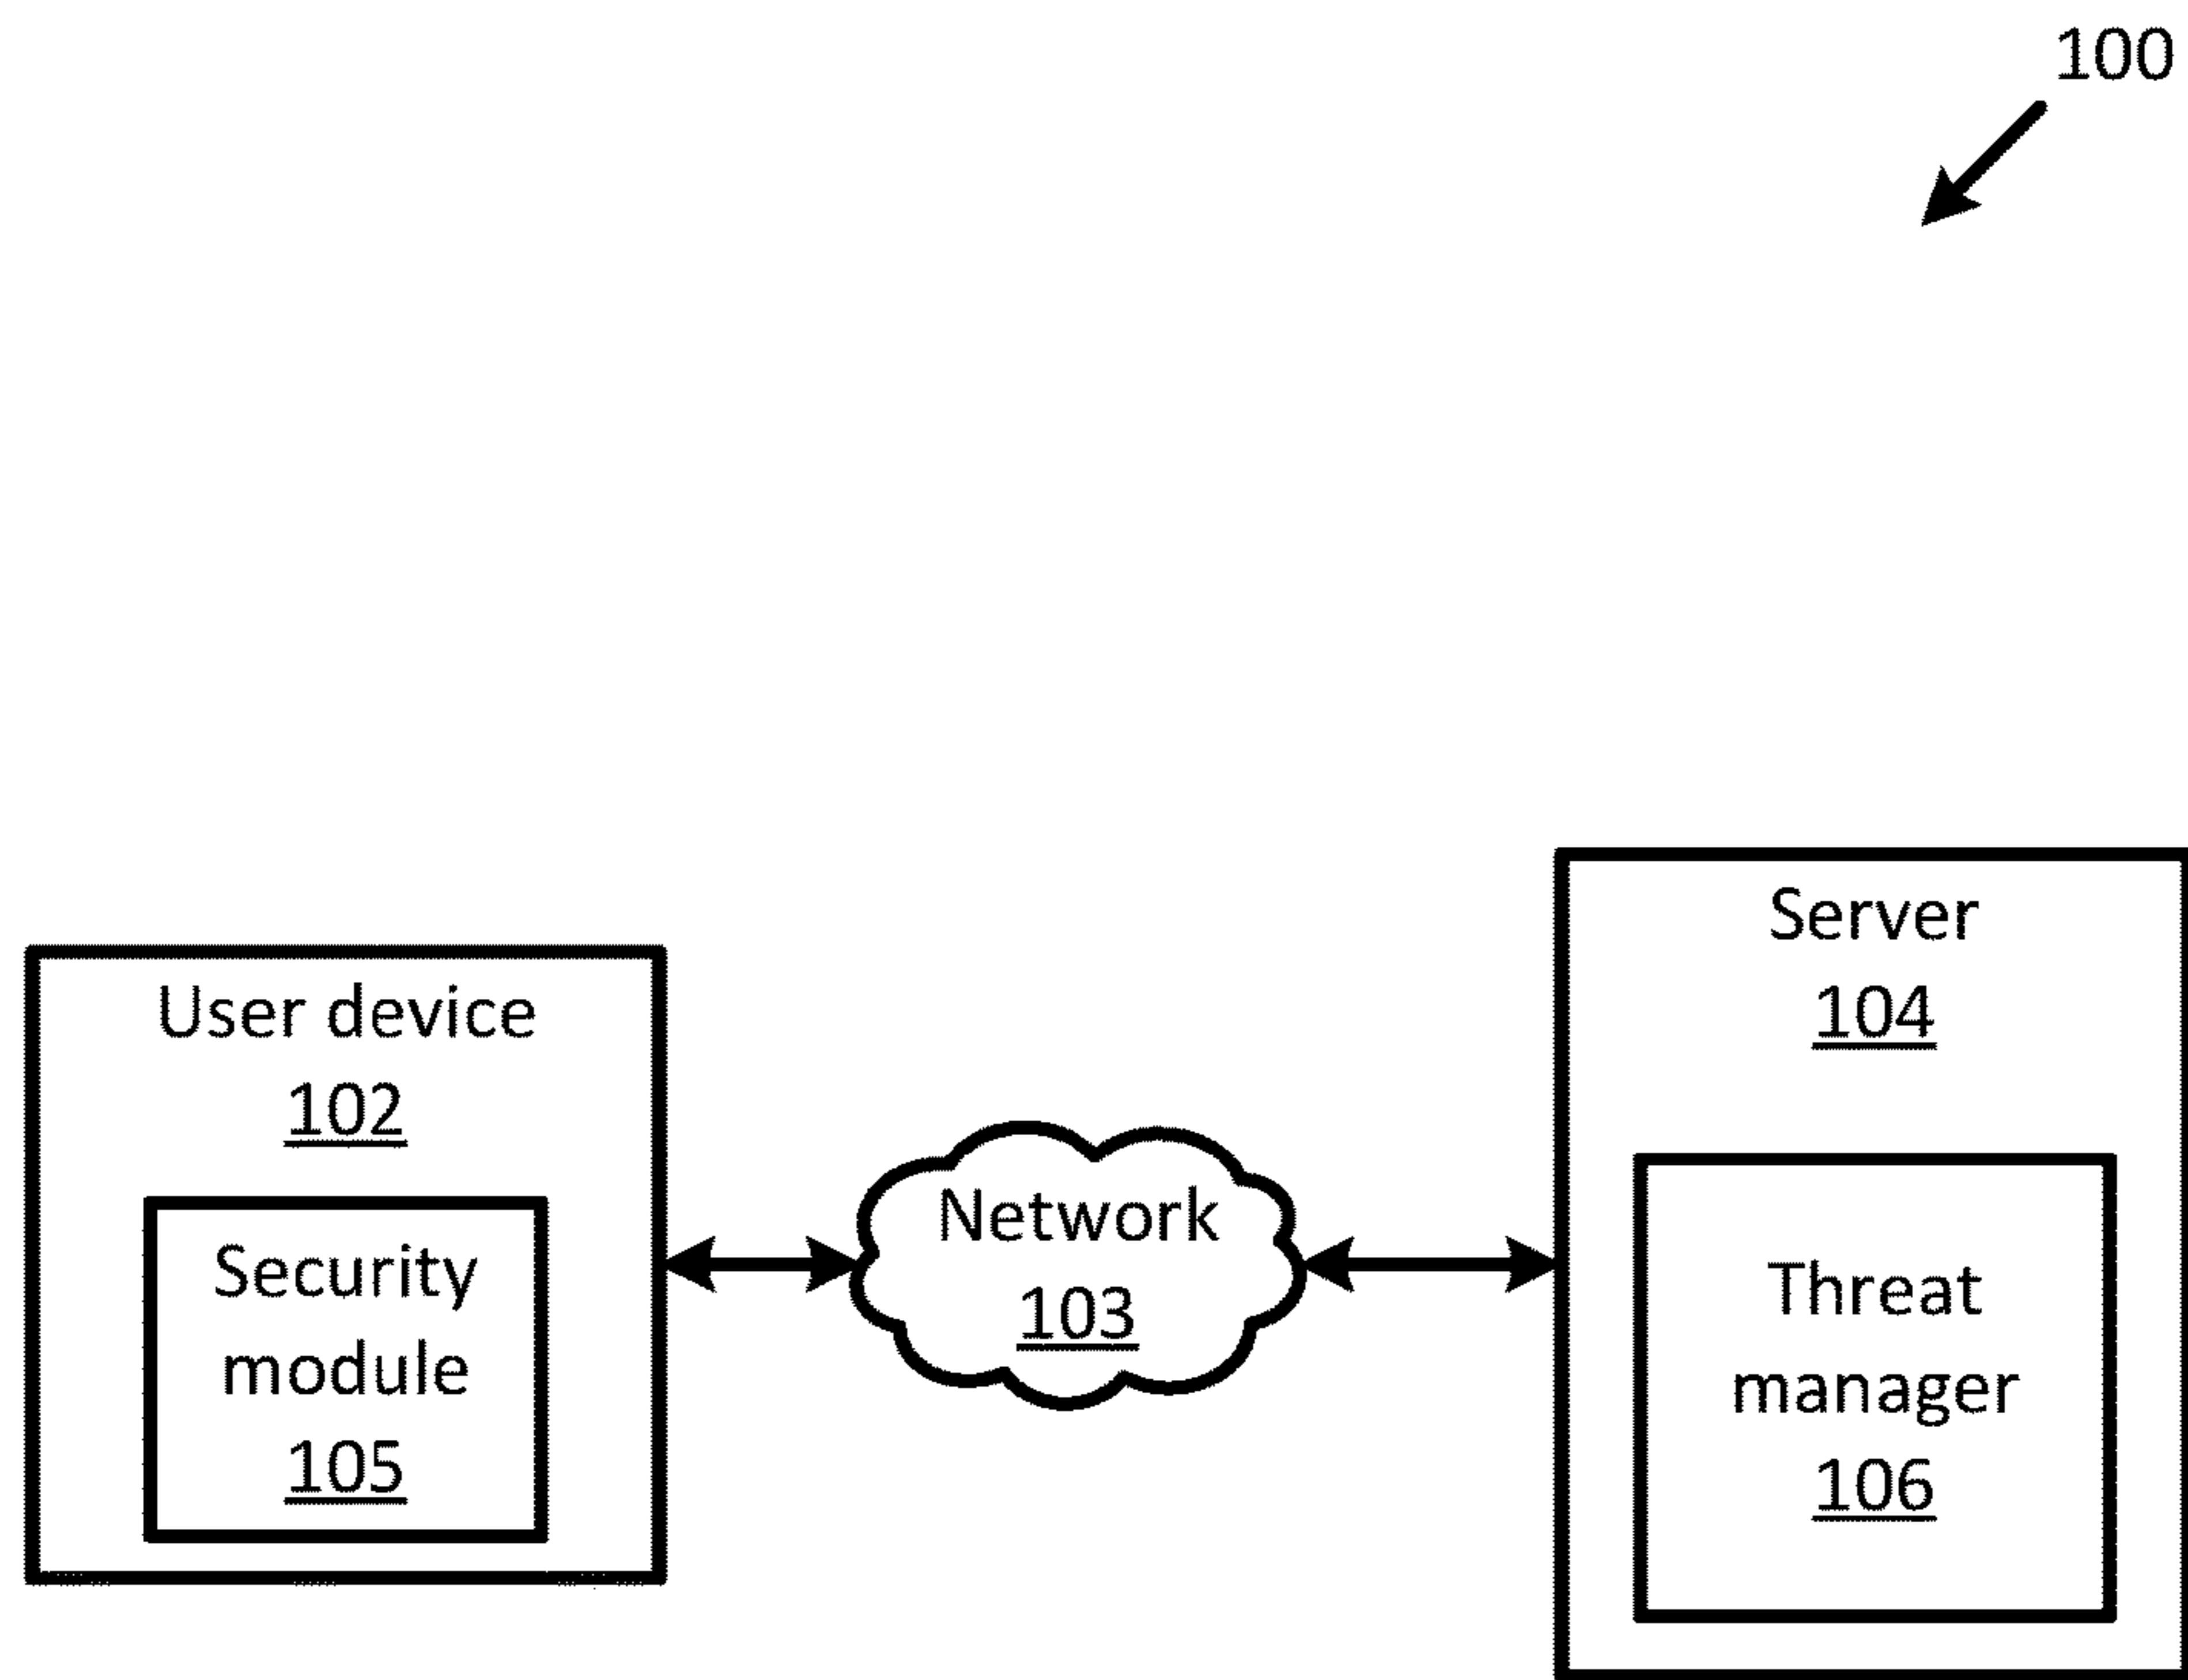 100
User device
102
Security
module
105
Network
103
Server
104
Threat
manager
106